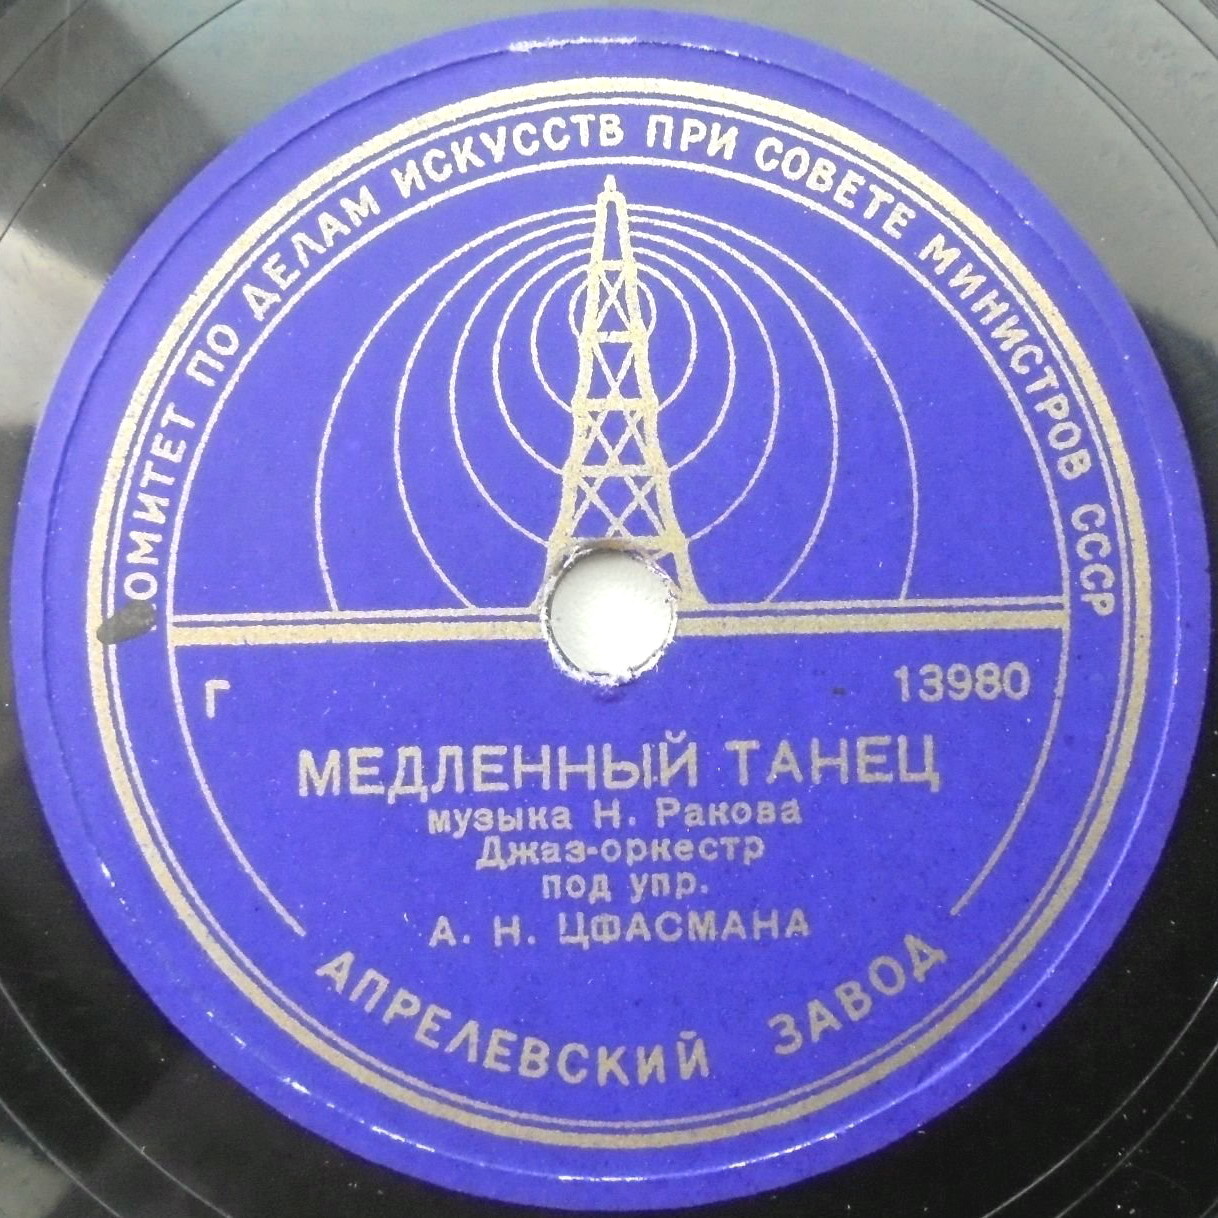 КОМИТЕТ ПО ДЕЛАМ ИСКУССТВ ПРИ СОВЕТЕ МИНИСТРОВ СССР
Г 13980
МЕДЛЕННЫЙ ТАНЕЦ
музыка Н. Ракова
Джаз-оркестр
под упр.
А. Н. ЦФАСМАНА
АПРЕЛЕВСКИЙ ЗАВОД